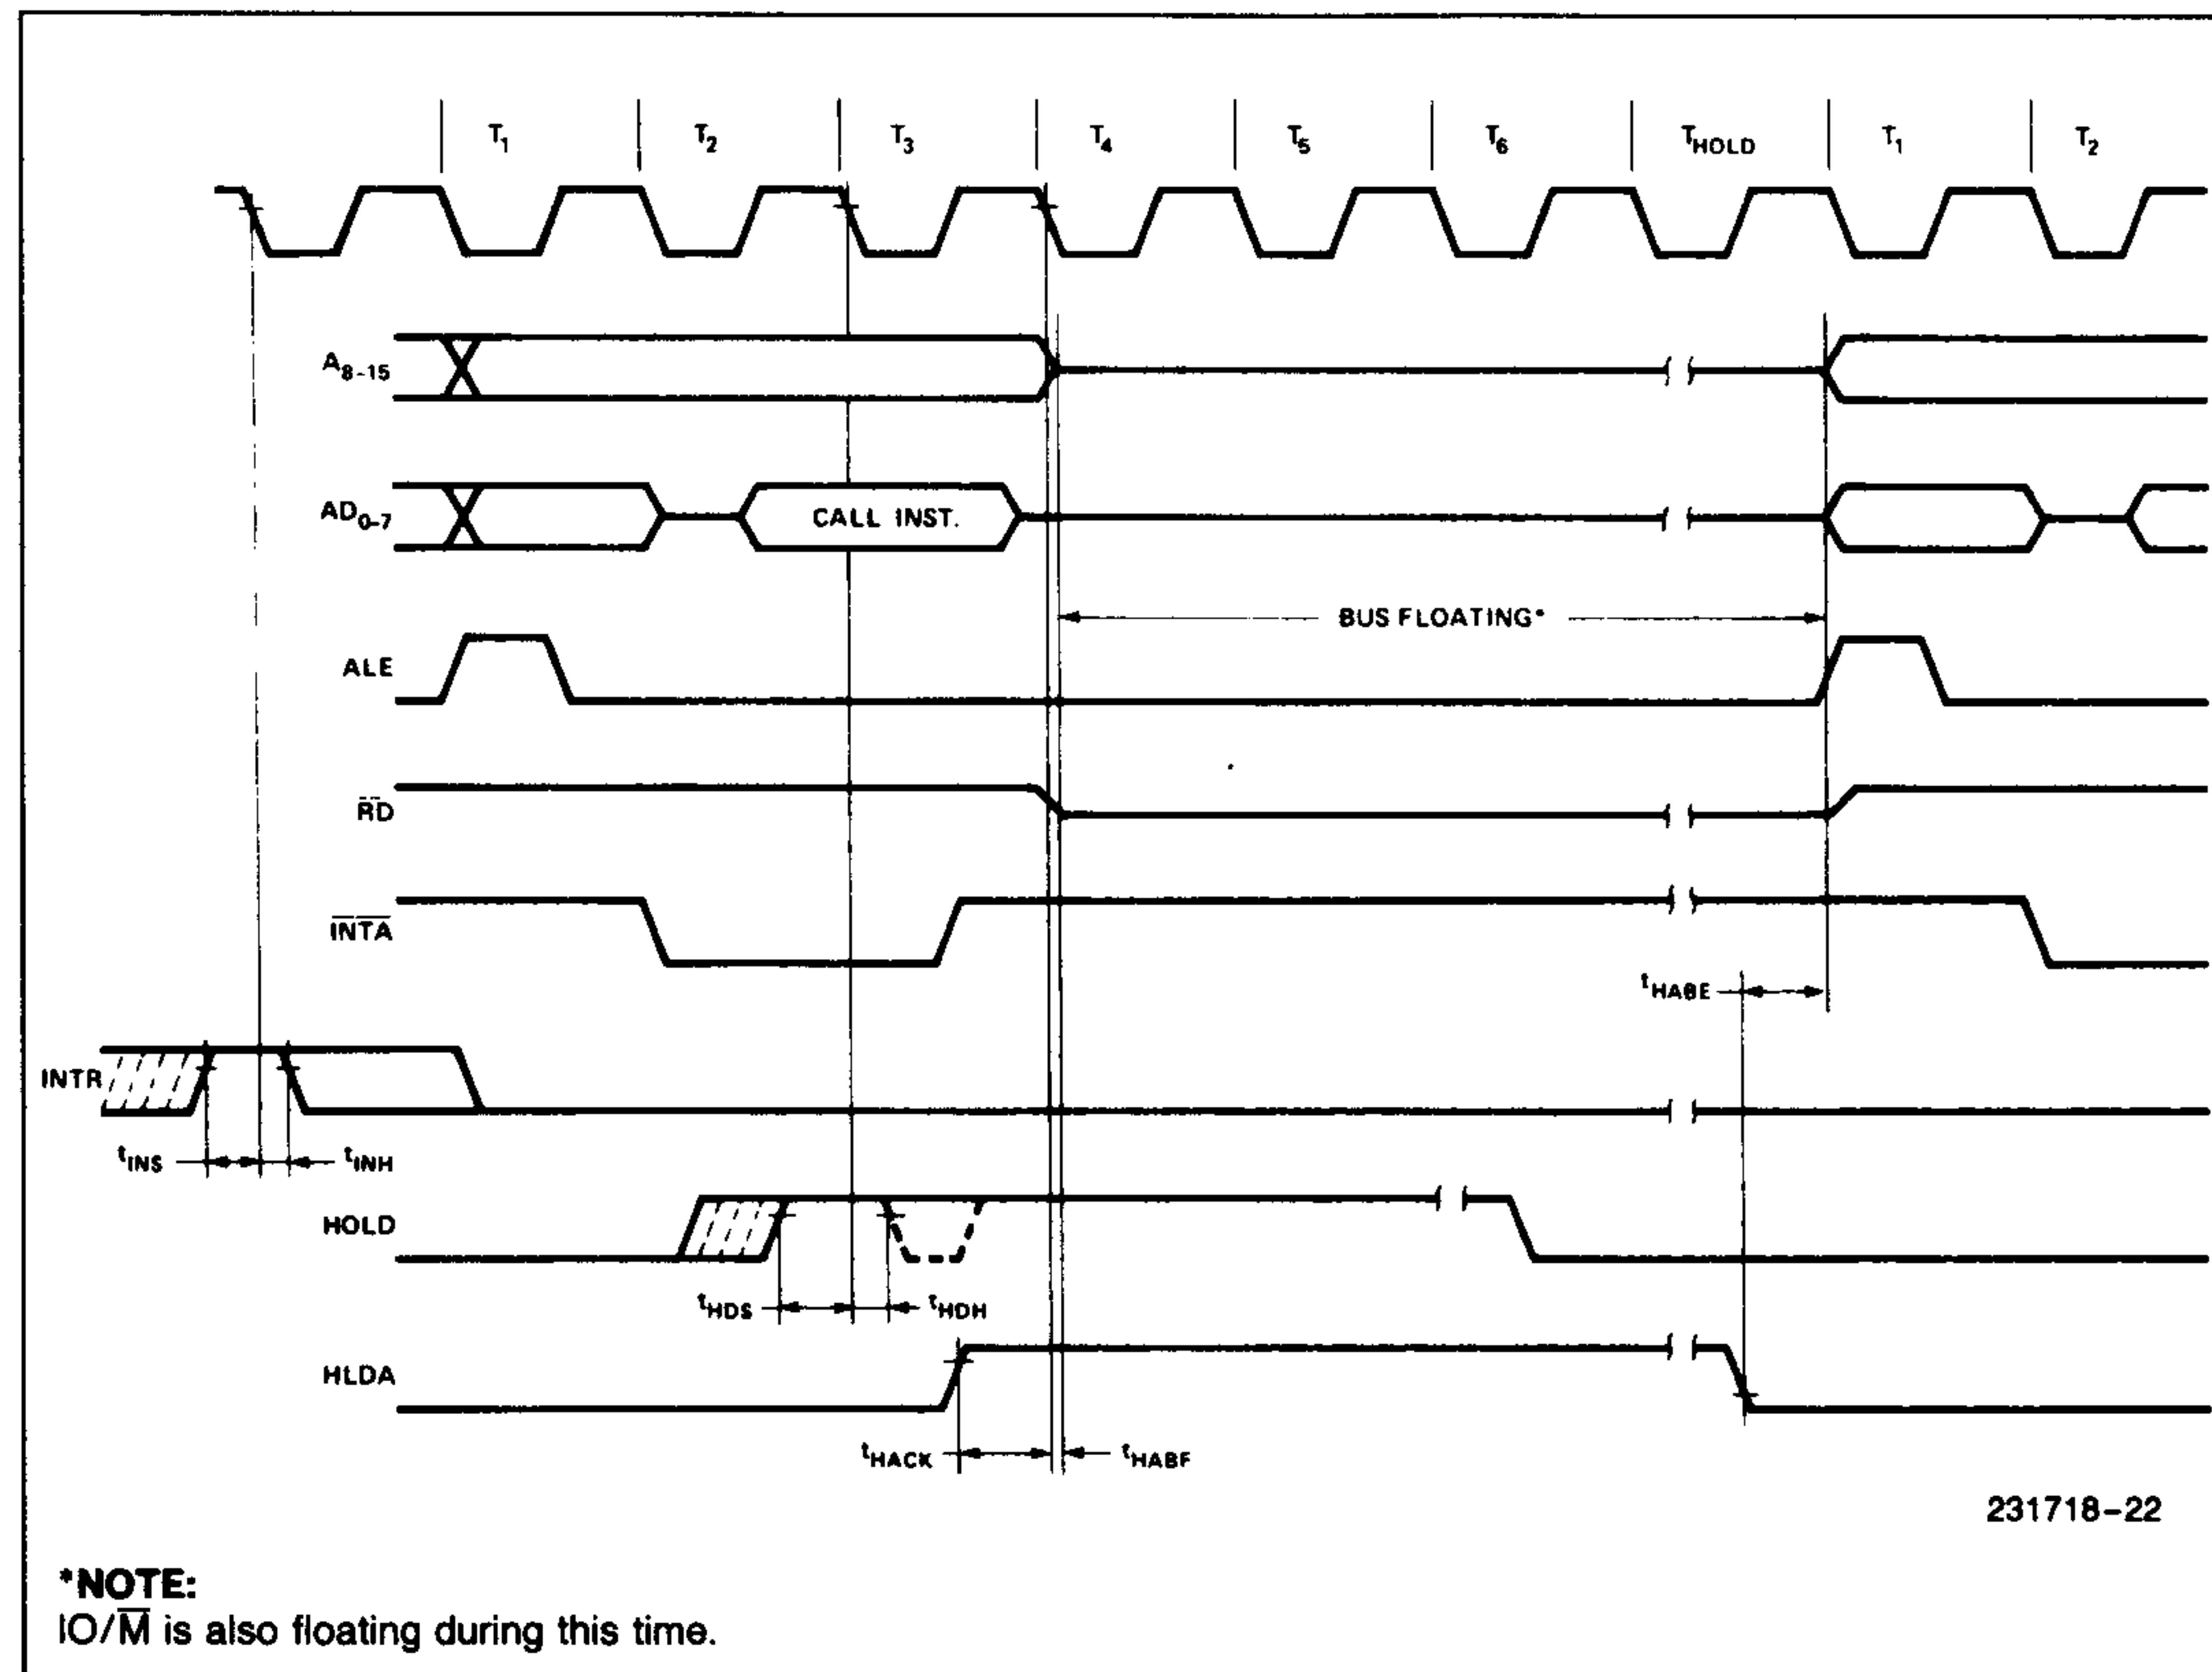 T1 T2 T3 T4 T5 T6 THOLD T1 T2
A8-15
AD0-7
CALL INST.
BUS FLOATING*
ALE
R̅D̅
I̅N̅T̅A̅
tHABE
INTR
tINS
tINH
HOLD
tHDS
tHDH
HLDA
tHACK
tHABF
231718-22
*NOTE:
IO/M̅ is also floating during this time.